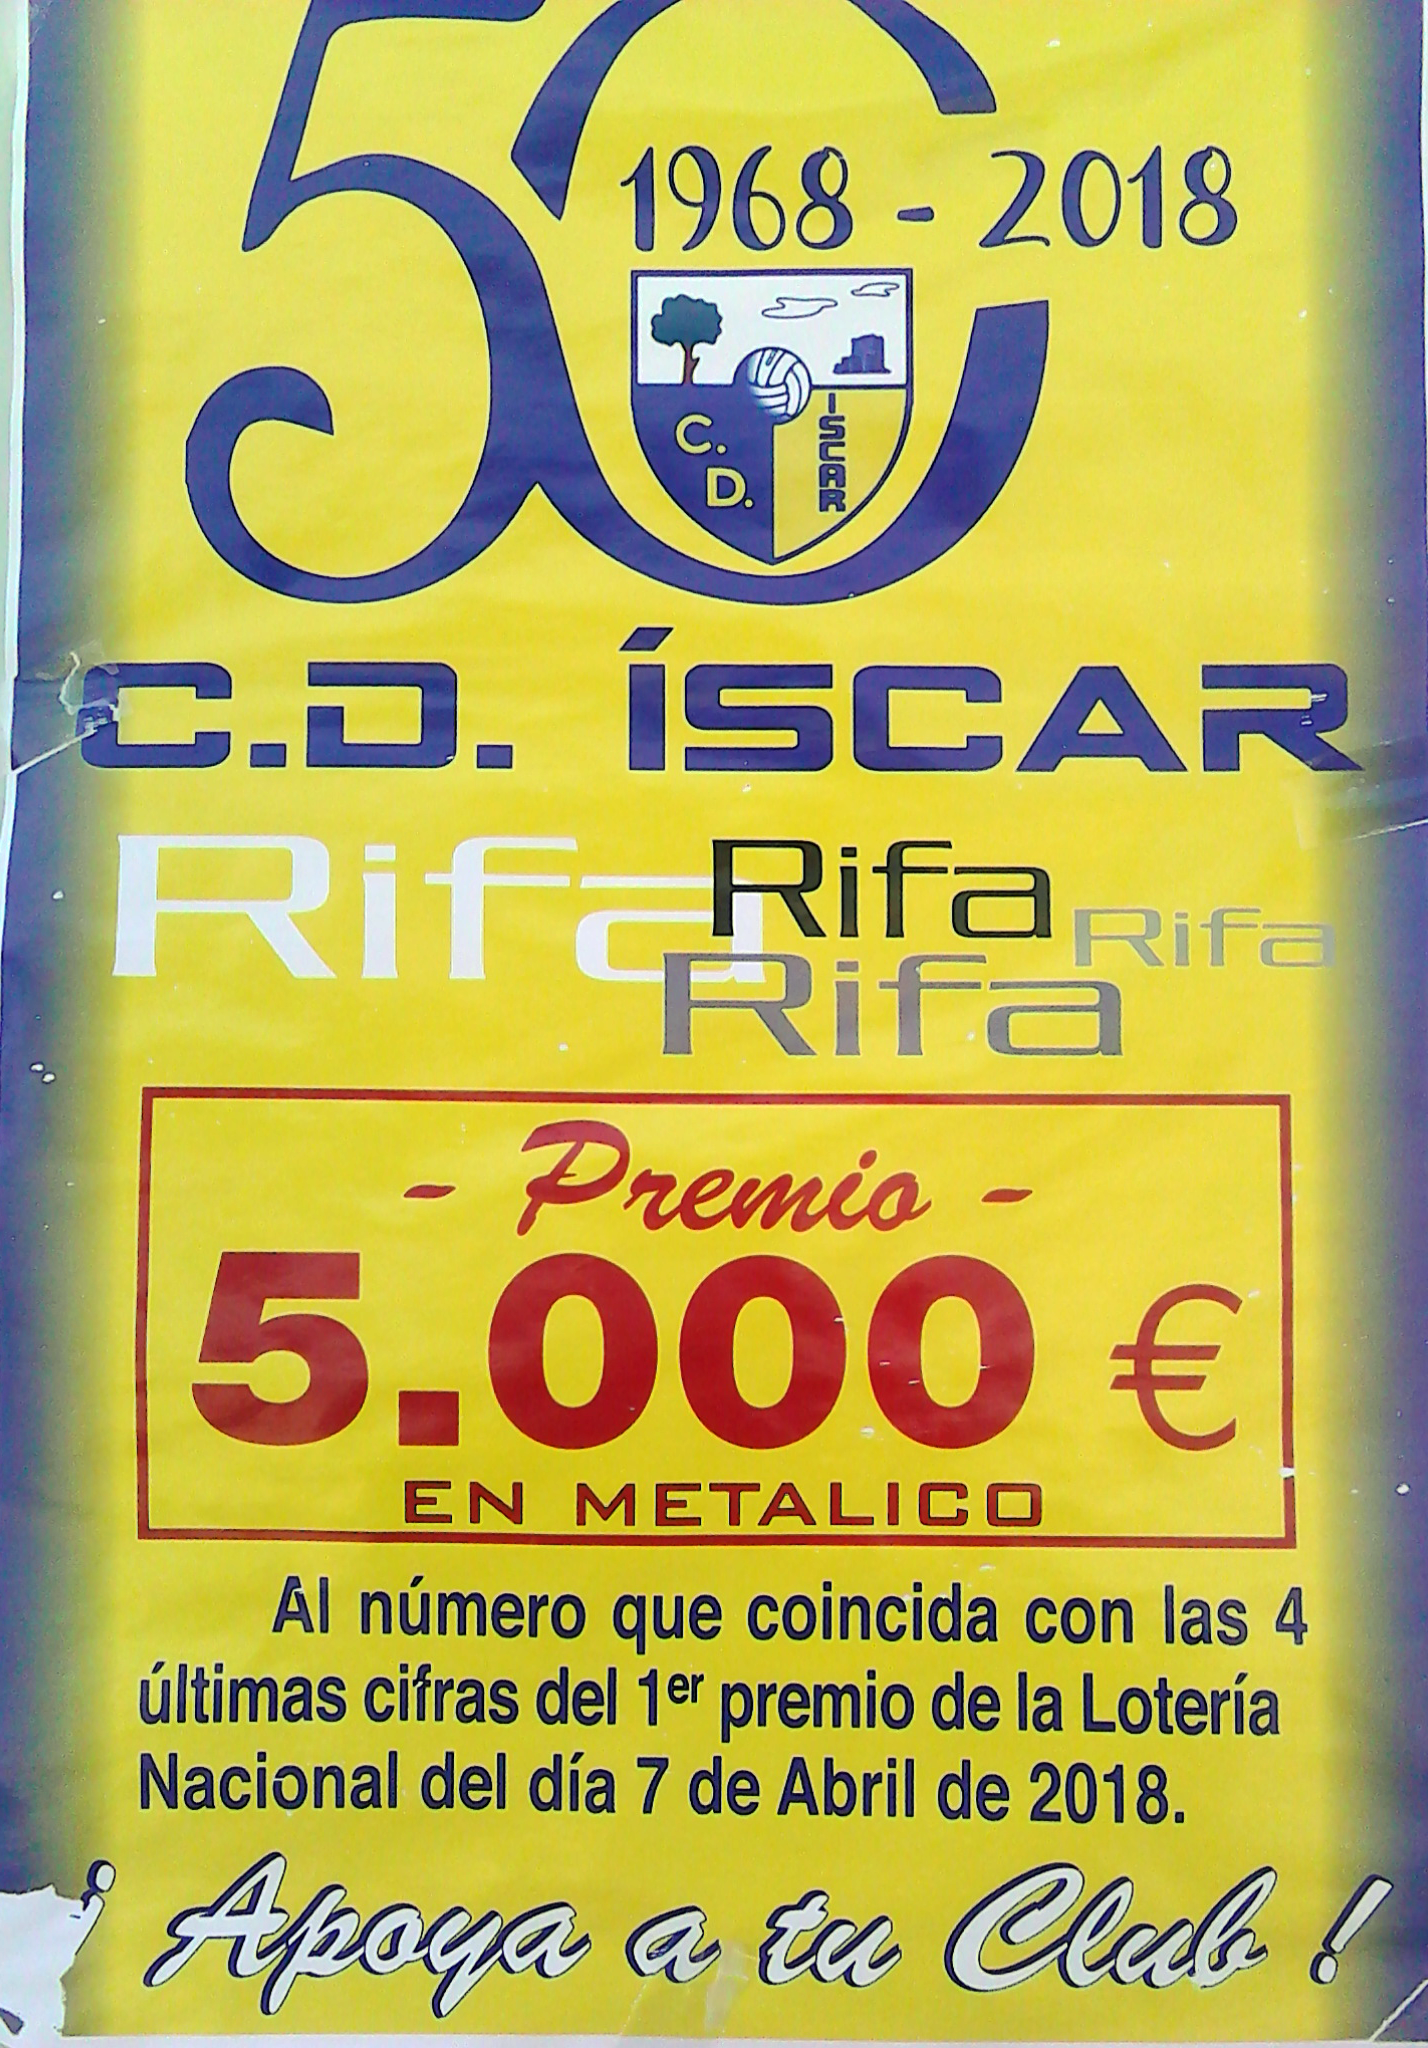 50
1968 - 2018
C.
D.
ISCAR
C.D. ÍSCAR
Rifa
Rifa
Rifa
Rifa
- Premio -
5.000 €
EN METALICO
Al número que coincida con las 4
últimas cifras del 1er premio de la Lotería
Nacional del día 7 de Abril de 2018.
¡ Apoya a tu Club !